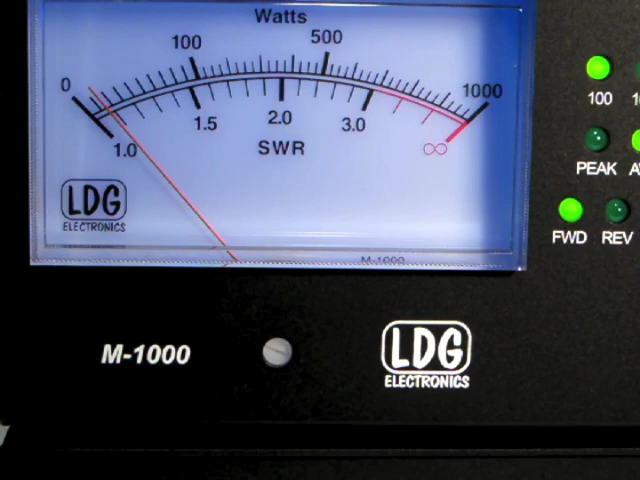 Watts
0
100
500
1000
1.0
1.5
2.0
3.0
∞
SWR
LDG
ELECTRONICS
M-1000
100
PEAK
FWD REV
M-1000
LDG
ELECTRONICS